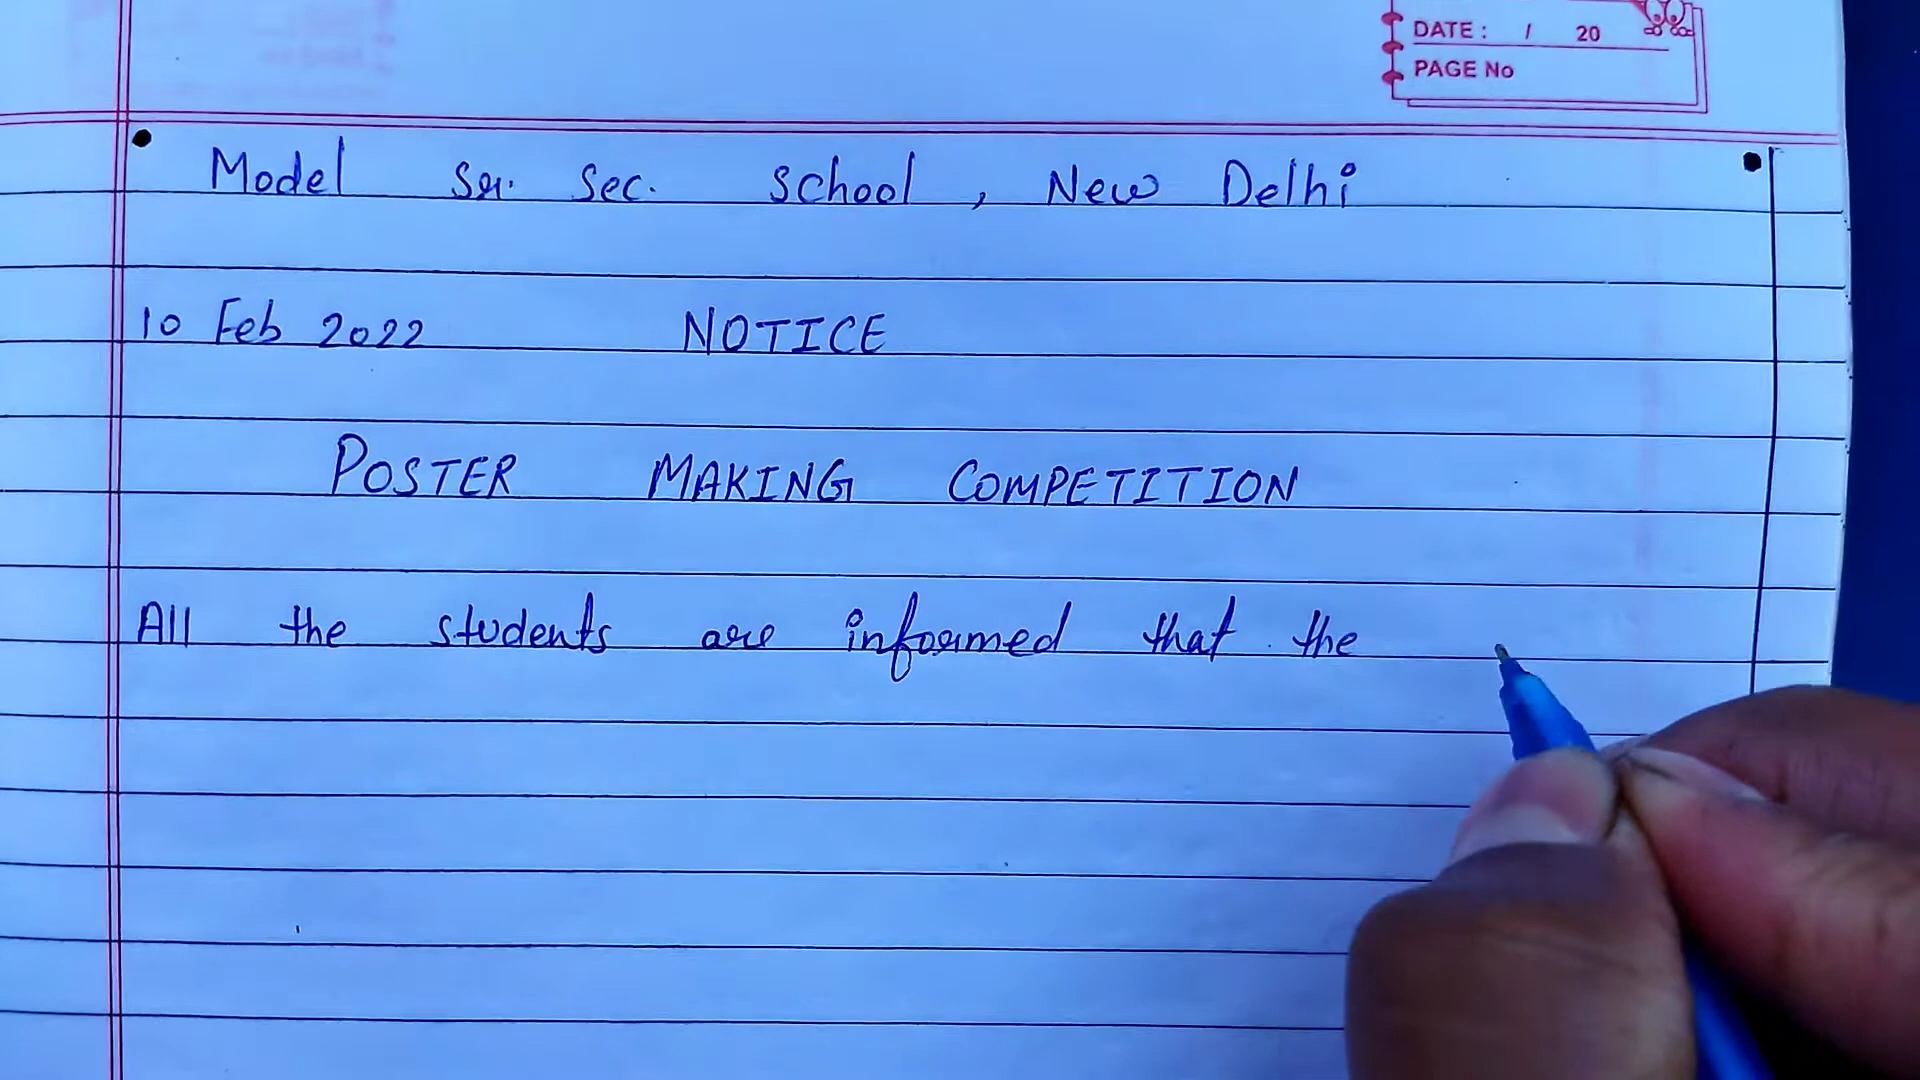 DATE : / 20
PAGE No
Model Sr. Sec. School, New Delhi
10 Feb 2022 NOTICE
POSTER MAKING COMPETITION
All the students are informed that the